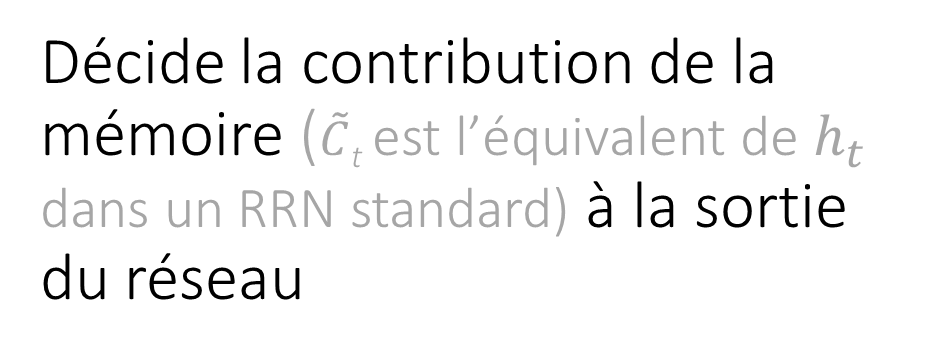 Décide la contribution de la
mémoire (C̃ₜ est l’équivalent de hₜ
dans un RRN standard) à la sortie
du réseau